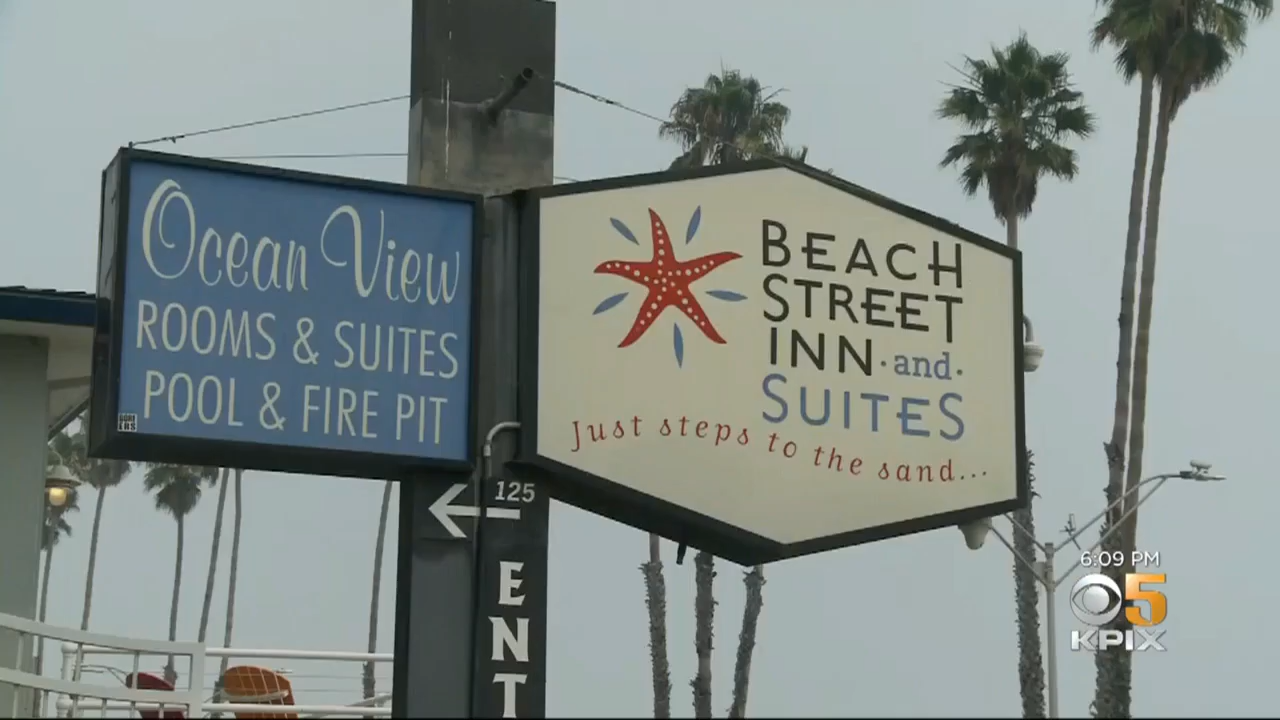 Ocean View
ROOMS & SUITES
POOL & FIRE PIT
BEACH
STREET
INN · and ·
SUITES
Just steps to the sand...
125
ENT
6:09 PM
5
KPIX